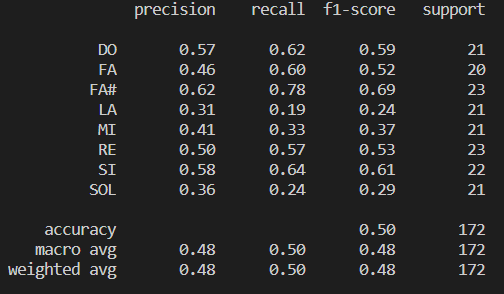 precision recall f1-score support
DO 0.57 0.62 0.59 21
FA 0.46 0.60 0.52 20
FA# 0.62 0.78 0.69 23
LA 0.31 0.19 0.24 21
MI 0.41 0.33 0.37 21
RE 0.50 0.57 0.53 23
SI 0.58 0.64 0.61 22
SOL 0.36 0.24 0.29 21
accuracy 0.50 172
macro avg 0.48 0.50 0.48 172
weighted avg 0.48 0.50 0.48 172